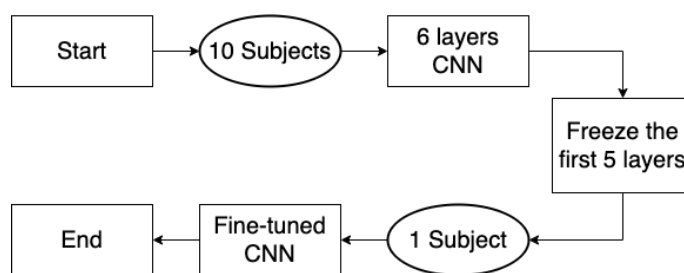 Start
10 Subjects
6 layers
CNN
Freeze the
first 5 layers
1 Subject
Fine-tuned
CNN
End